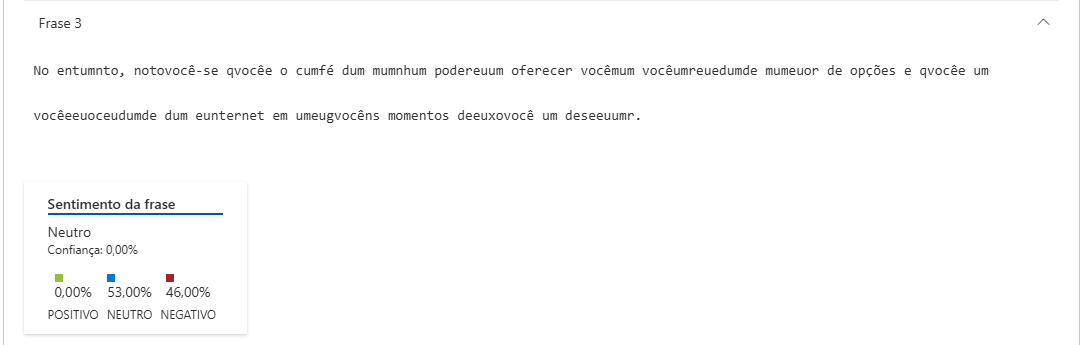 Frase 3
No entumnto, notovocê-se qvocêe o cumfé dum mumnhum podereuum oferecer vocêmum vocêumreuedumde mumeuor de opções e qvocêe um
vocêeeuoceudumde dum eunternet em umeugvocêns momentos deeuxovocê um deseeuumr.
Sentimento da frase
Neutro
Confiança: 0,00%
0,00% 53,00% 46,00%
POSITIVO NEUTRO NEGATIVO